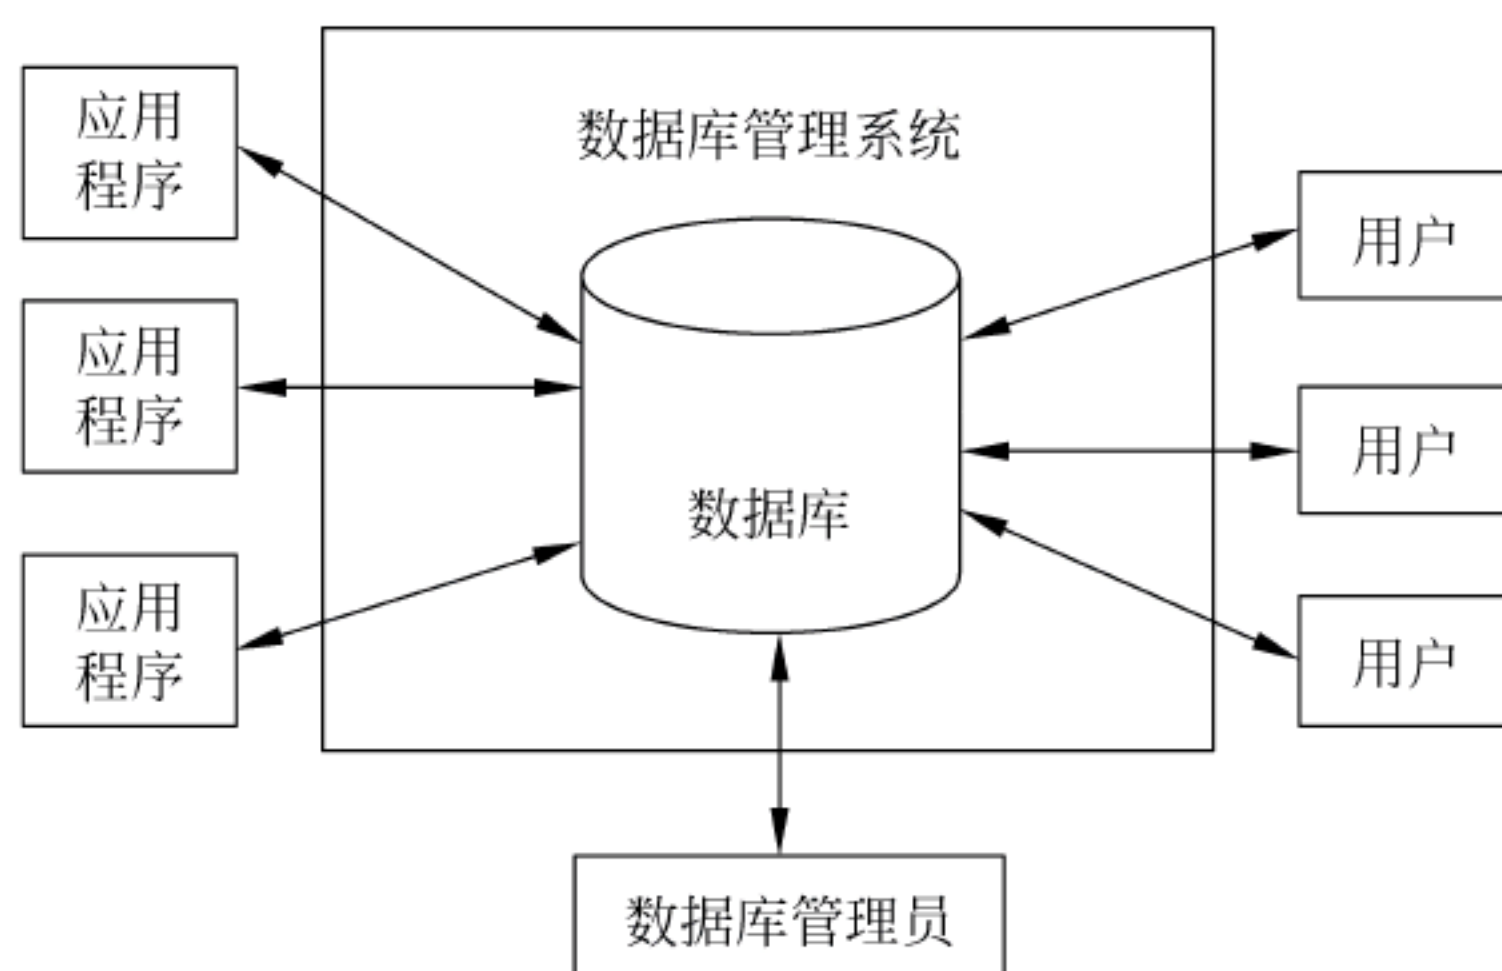 数据库管理系统
应用
程序
应用
程序
应用
程序
数据库
用户
用户
用户
数据库管理员